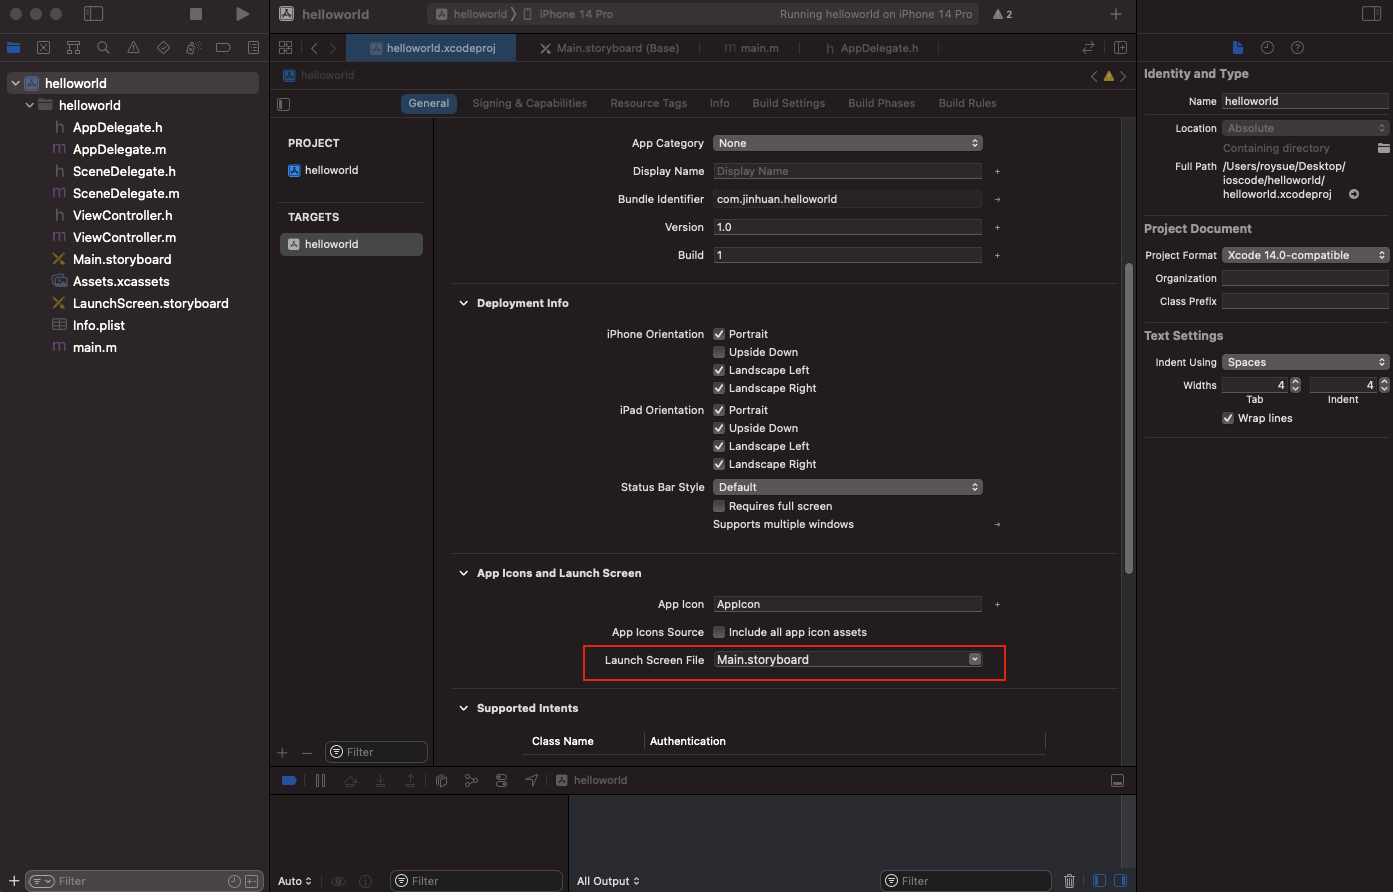 helloworld
helloworld
iPhone 14 Pro
Running helloworld on iPhone 14 Pro
2
helloworld.xcodeproj
Main.storyboard (Base)
m main.m
h AppDelegate.h
helloworld
General
Signing & Capabilities
Resource Tags
Info
Build Settings
Build Phases
Build Rules
helloworld
helloworld
h AppDelegate.h
m AppDelegate.m
h SceneDelegate.h
m SceneDelegate.m
h ViewController.h
m ViewController.m
Main.storyboard
Assets.xcassets
LaunchScreen.storyboard
Info.plist
m main.m
Filter
PROJECT
helloworld
TARGETS
helloworld
Filter
App Category None
Display Name Display Name
Bundle Identifier com.jinhuan.helloworld
Version 1.0
Build 1
Deployment Info
iPhone Orientation Portrait
Upside Down
Landscape Left
Landscape Right
iPad Orientation Portrait
Upside Down
Landscape Left
Landscape Right
Status Bar Style Default
Requires full screen
Supports multiple windows
App Icons and Launch Screen
App Icon AppIcon
App Icons Source Include all app icon assets
Launch Screen File Main.storyboard
Supported Intents
Class Name Authentication
helloworld
Auto
Filter
All Output
Filter
Identity and Type
Name helloworld
Location Absolute
Containing directory
Full Path /Users/roysue/Desktop/
ioscode/helloworld/
helloworld.xcodeproj
Project Document
Project Format Xcode 14.0-compatible
Organization
Class Prefix
Text Settings
Indent Using Spaces
Widths 4 4
Tab Indent
Wrap lines